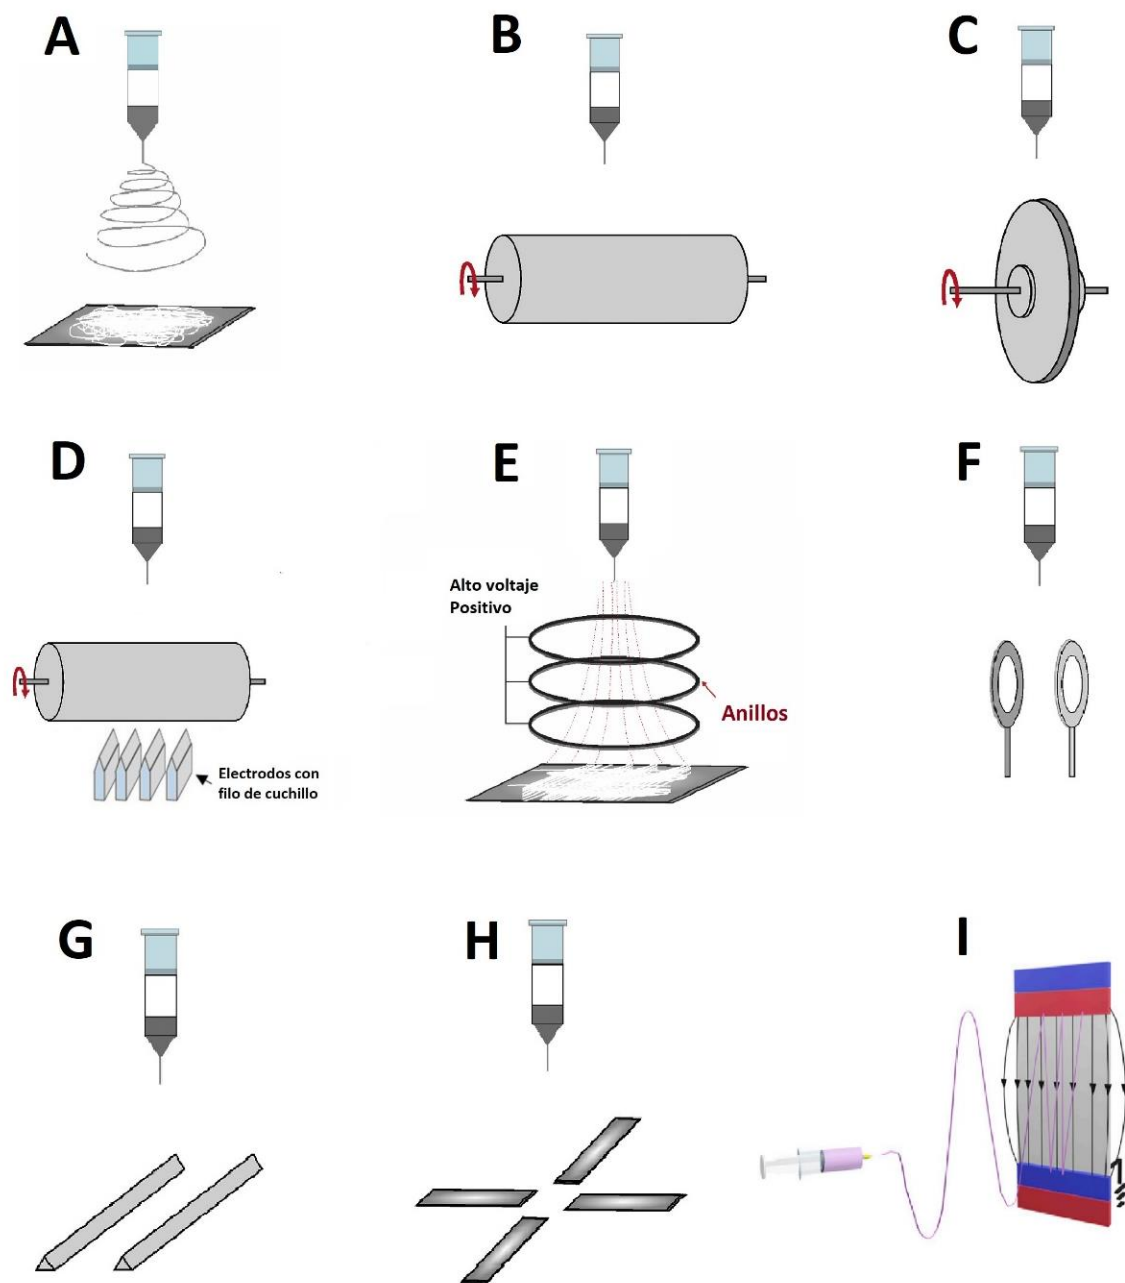 A
B
C
D
E
F
Alto voltaje
Positivo
Anillos
Electrodos con
filo de cuchillo
G
H
I